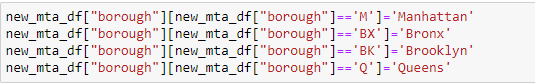 new_mta_df["borough"][new_mta_df["borough"]=='M']='Manhattan'
new_mta_df["borough"][new_mta_df["borough"]=='BX']='Bronx'
new_mta_df["borough"][new_mta_df["borough"]=='BK']='Brooklyn'
new_mta_df["borough"][new_mta_df["borough"]=='Q']='Queens'